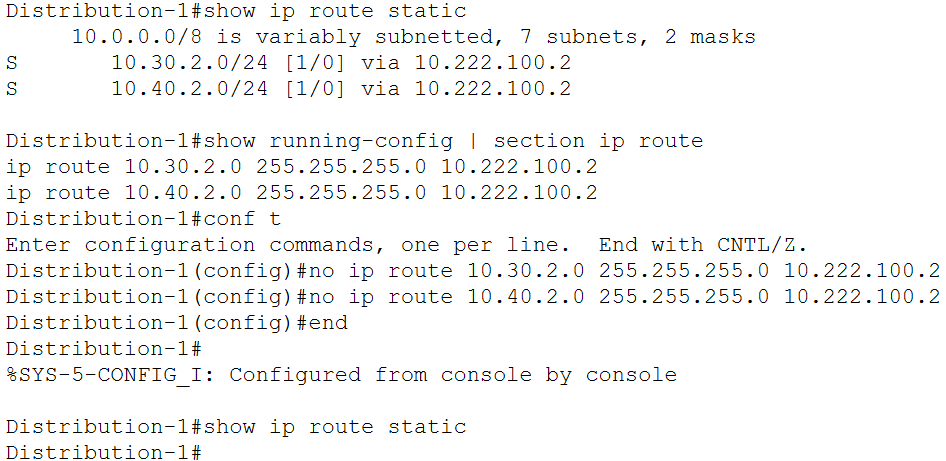 Distribution-1#show ip route static
     10.0.0.0/8 is variably subnetted, 7 subnets, 2 masks
S       10.30.2.0/24 [1/0] via 10.222.100.2
S       10.40.2.0/24 [1/0] via 10.222.100.2

Distribution-1#show running-config | section ip route
ip route 10.30.2.0 255.255.255.0 10.222.100.2
ip route 10.40.2.0 255.255.255.0 10.222.100.2
Distribution-1#conf t
Enter configuration commands, one per line.  End with CNTL/Z.
Distribution-1(config)#no ip route 10.30.2.0 255.255.255.0 10.222.100.2
Distribution-1(config)#no ip route 10.40.2.0 255.255.255.0 10.222.100.2
Distribution-1(config)#end
Distribution-1#
%SYS-5-CONFIG_I: Configured from console by console

Distribution-1#show ip route static
Distribution-1#